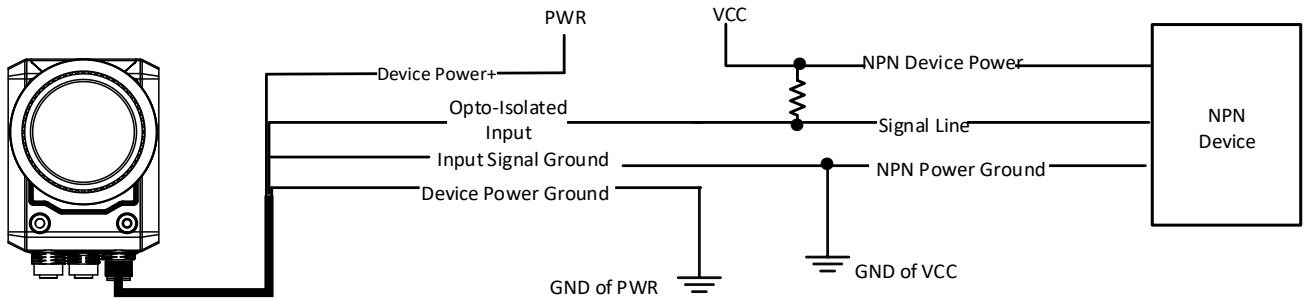 PWR
VCC
Device Power+
NPN Device Power
Opto-Isolated
Input
Signal Line
NPN
Device
Input Signal Ground
NPN Power Ground
Device Power Ground
GND of PWR
GND of VCC